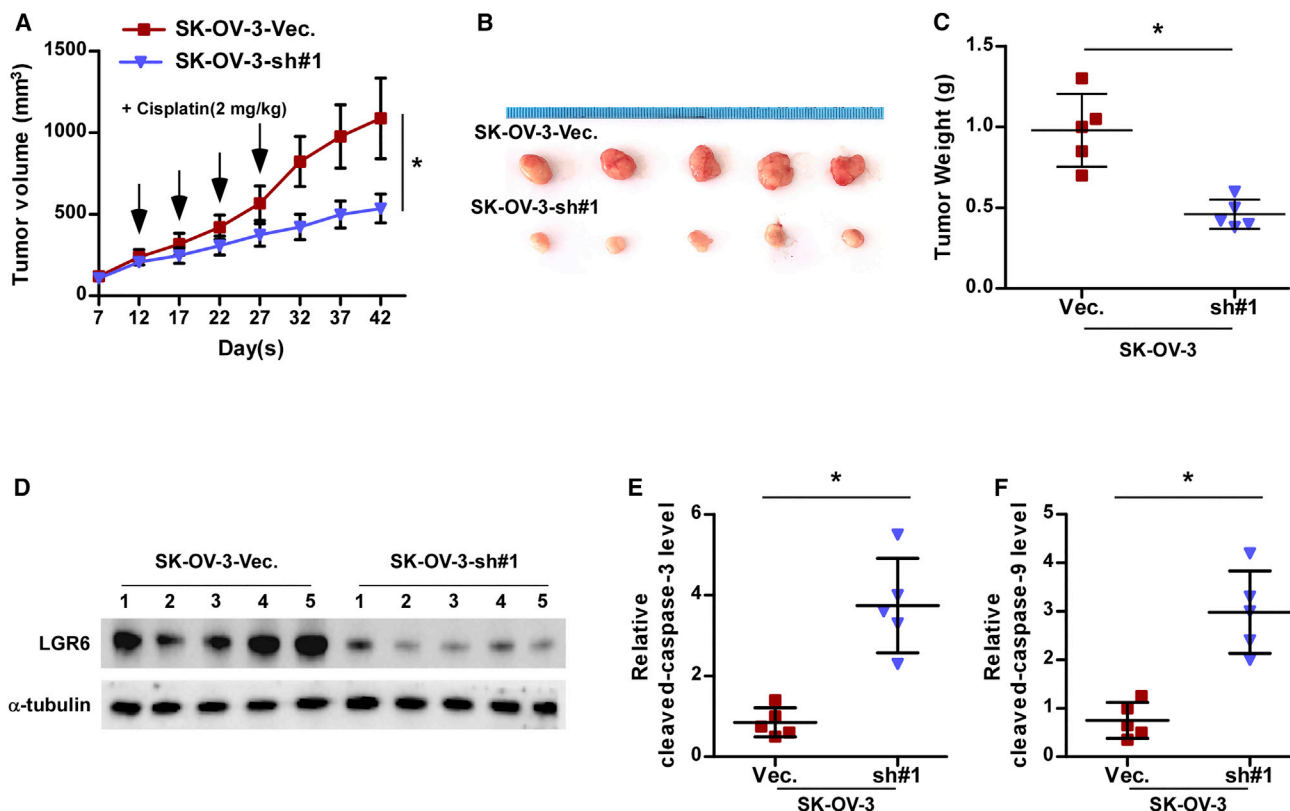 A
SK-OV-3-Vec.
SK-OV-3-sh#1
+ Cisplatin(2 mg/kg)
Tumor volume (mm³)
1500
1000
500
0
7 12 17 22 27 32 37 42
Day(s)
*
B
SK-OV-3-Vec.
SK-OV-3-sh#1
C
*
Tumor Weight (g)
1.5
1.0
0.5
0.0
Vec. sh#1
SK-OV-3
D
SK-OV-3-Vec. SK-OV-3-sh#1
1 2 3 4 5 1 2 3 4 5
LGR6
α-tubulin
E
*
Relative
cleaved-caspase-3 level
6
4
2
0
Vec. sh#1
SK-OV-3
F
*
Relative
cleaved-caspase-9 level
5
4
3
2
1
0
Vec. sh#1
SK-OV-3